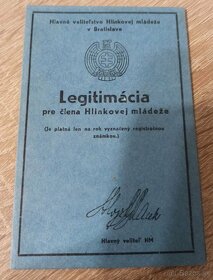 Hlavné veliteľstvo Hlinkovej mládeže
v Bratislave
Legitimácia
pre člena Hlinkovej mládeže
(Je platná len na rok vyznačený registračnou
známkou.)
Hlavný veliteľ HM